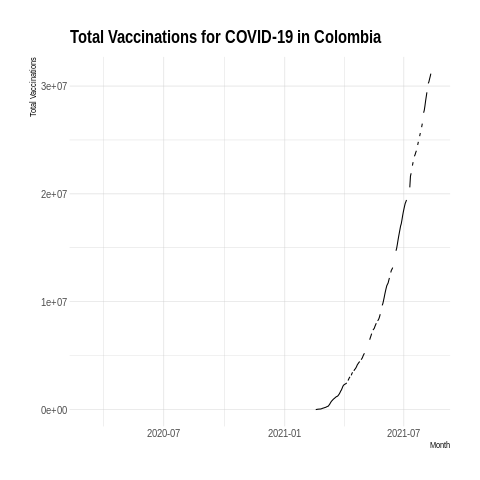 Total Vaccinations for COVID-19 in Colombia
Total Vaccinations
3e+07
2e+07
1e+07
0e+00
2020-07
2021-01
2021-07
Month